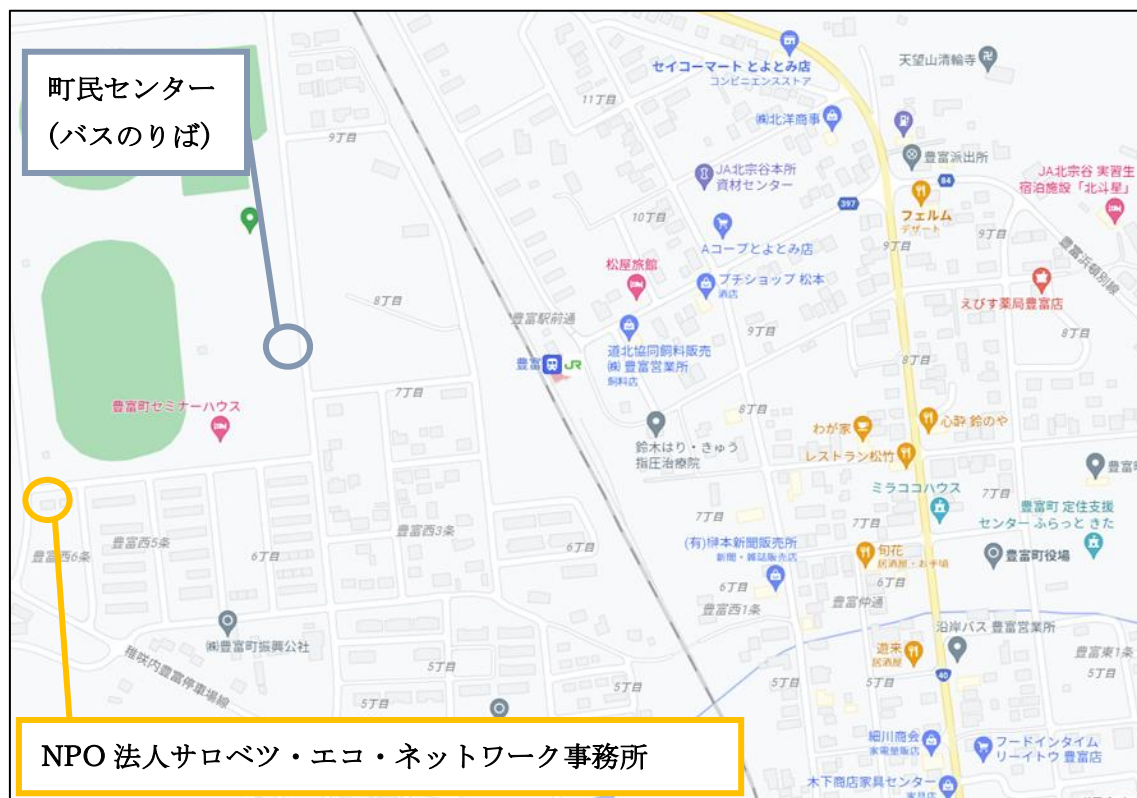 町民センター
(バスのりば)
セイコーマート とよとみ店
コンビニエンスストア
天望山清輪寺
11丁目
㈱北洋商事
9丁目
豊富派出所
JA北宗谷本所
資材センター
84
JA北宗谷 実習生
宿泊施設「北斗星」
397
フェルム
デザート
10丁目
Aコープとよとみ店
9丁目
9丁目
豊富浜頓別線
松屋旅館
プチショップ 松本
酒店
えびす薬局豊富店
8丁目
豊富駅前通
9丁目
8丁目
道北協同飼料販売
㈱ 豊富営業所
飼料店
豊富
JR
8丁目
7丁目
豊富町セミナーハウス
8丁目
鈴木はり・きゅう
指圧治療院
わが家
心酔 鈴のや
レストラン松竹
豊富町
ミラココハウス
7丁目
豊富町 定住支援
センター ふらっと きた
7丁目
7丁目
豊富西6条
豊富西5条
6丁目
豊富西3条
6丁目
(有)榊本新聞販売所
新聞・雑誌販売店
旬花
居酒屋・お手頃
豊富町役場
6丁目
6丁目
豊富西1条
豊富仲通
㈱豊富町振興公社
沿岸バス 豊富営業所
稚咲内豊富停車場線
遊来
居酒屋
豊富東1条
5丁目
5丁目
5丁目
5丁目
5丁目
5丁目
40
NPO 法人サロベツ・エコ・ネットワーク事務所
細川商会
家電量販店
フードインタイム
リーイトウ 豊富店
木下商店家具センター
家具店